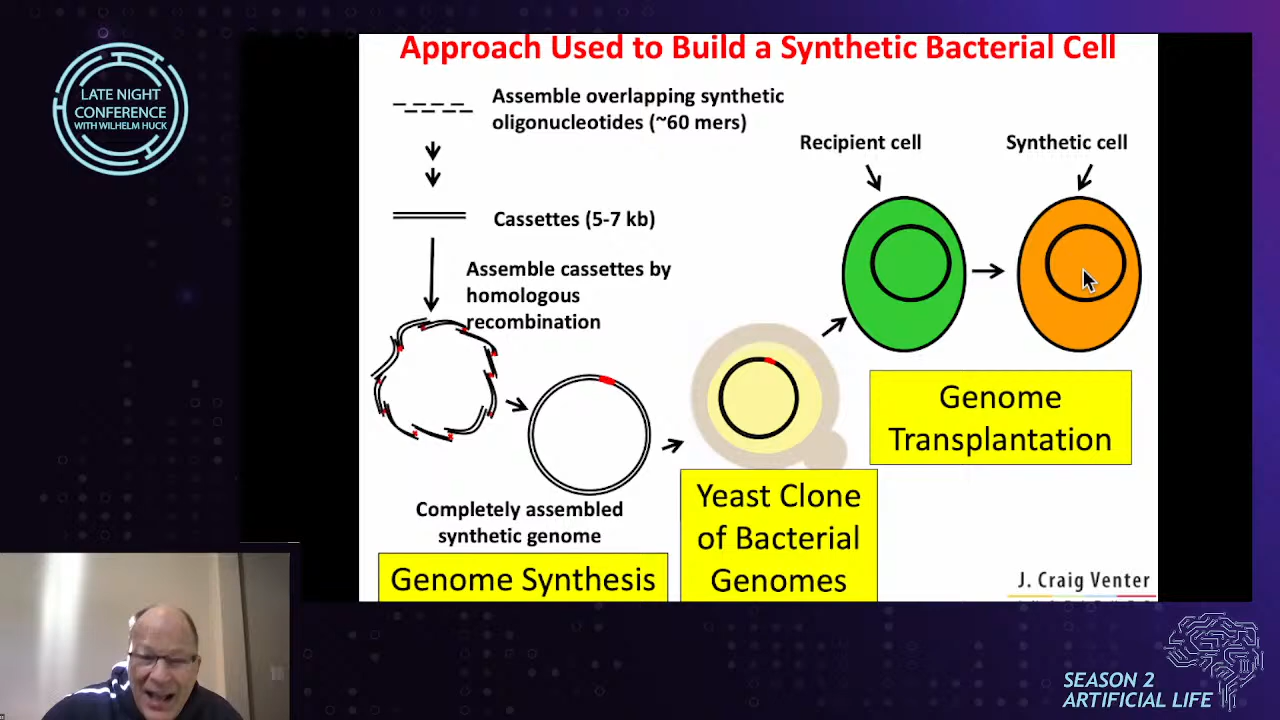 LATE NIGHT
CONFERENCE
WITH WILHELM HUCK
Approach Used to Build a Synthetic Bacterial Cell
Assemble overlapping synthetic
oligonucleotides (~60 mers)
Cassettes (5-7 kb)
Assemble cassettes by
homologous
recombination
Completely assembled
synthetic genome
Genome Synthesis
Yeast Clone
of Bacterial
Genomes
Recipient cell
Synthetic cell
Genome
Transplantation
J. Craig Venter
SEASON 2
ARTIFICIAL LIFE